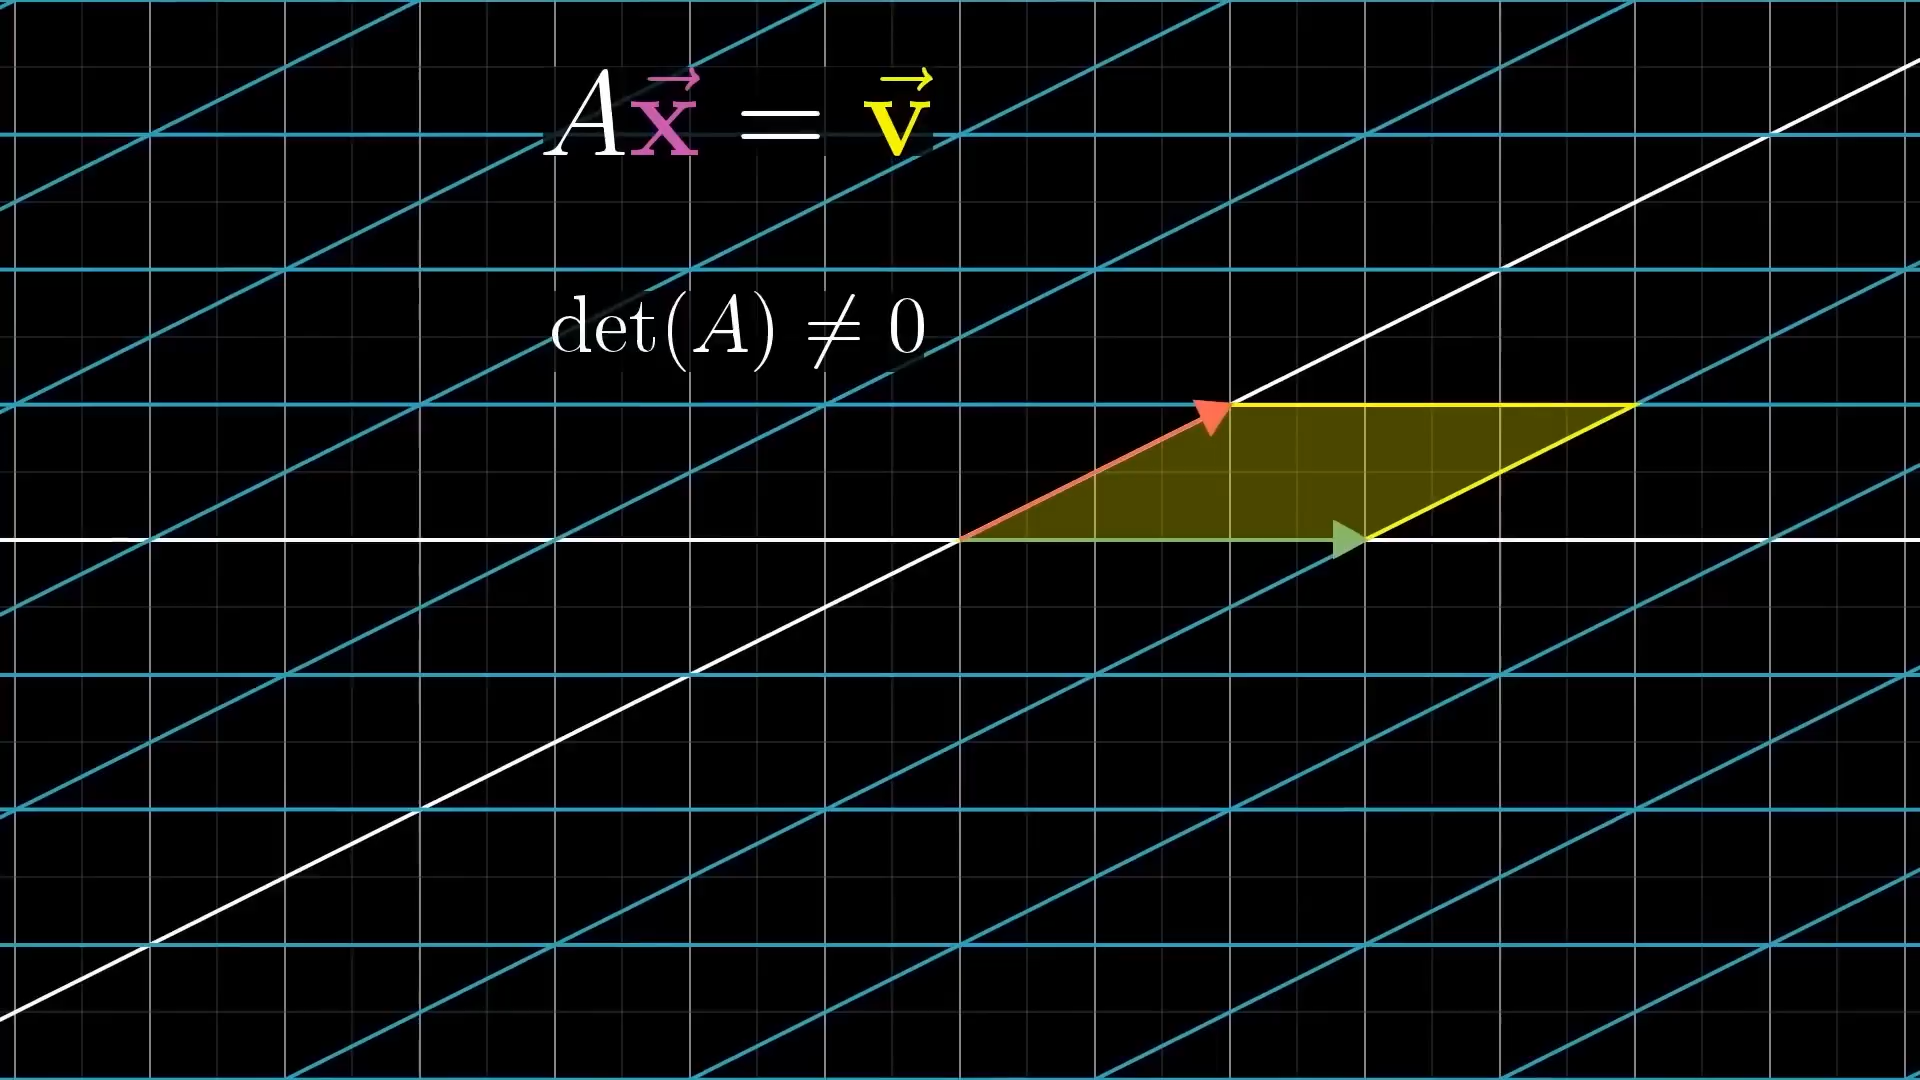 Ax⃗ = v⃗
det(A) ≠ 0